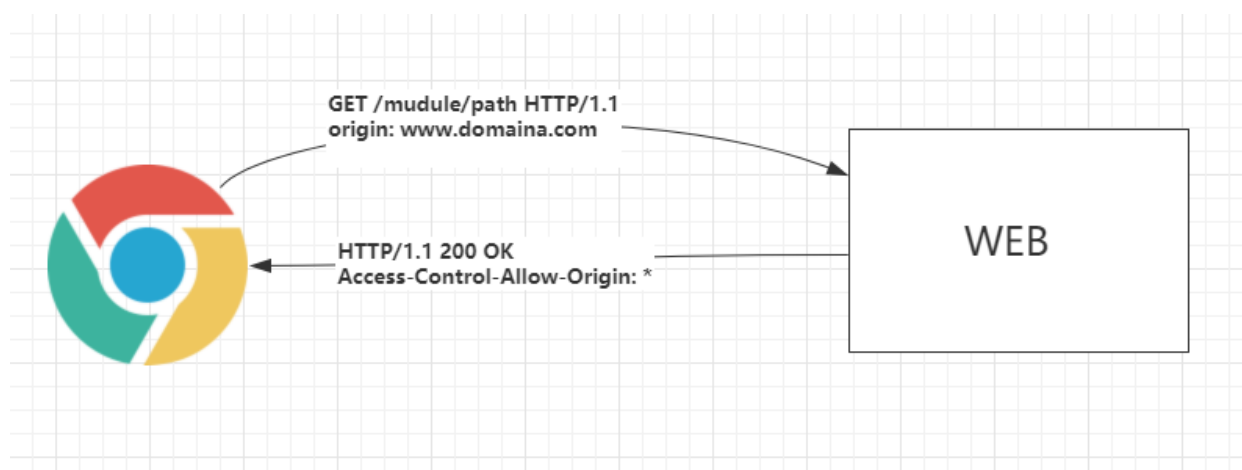 GET /mudule/path HTTP/1.1
origin: www.domaina.com
WEB
HTTP/1.1 200 OK
Access-Control-Allow-Origin: *